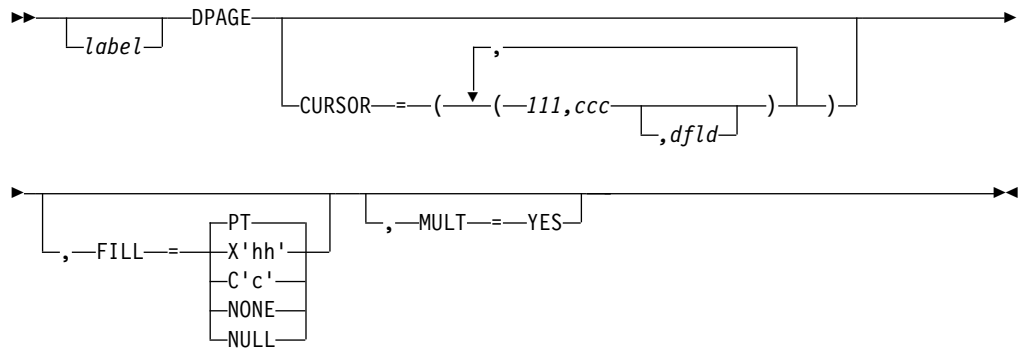 DPAGE
label
,
CURSOR=((111,ccc))
,dfld
PT
,FILL=X'hh'
C'c'
NONE
NULL
,MULT=YES